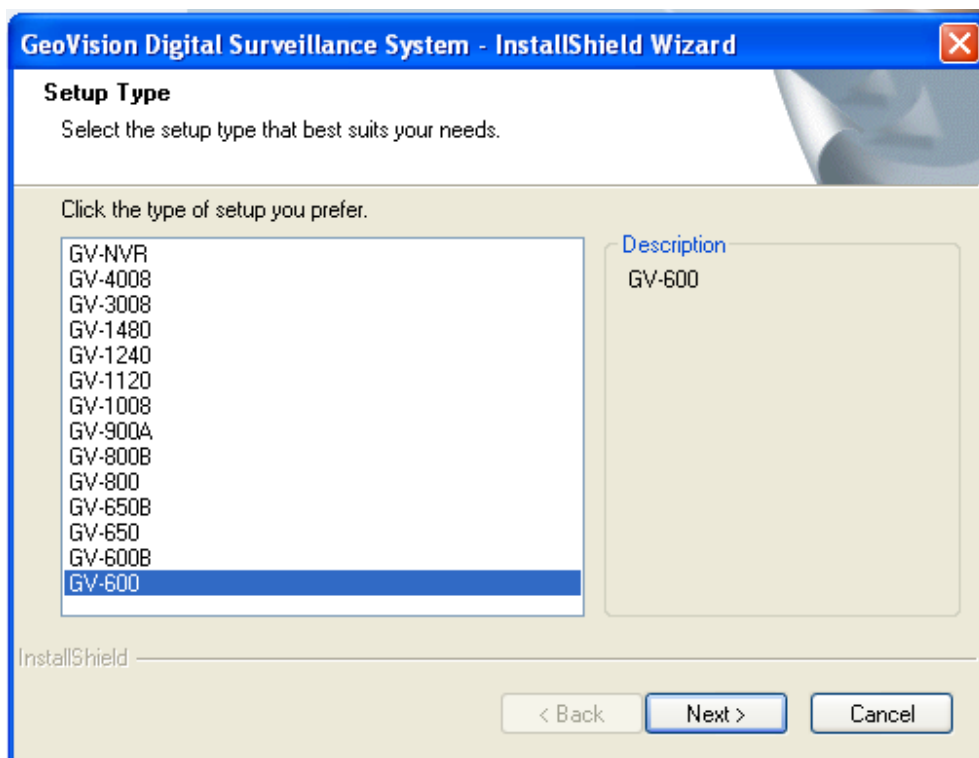 GeoVision Digital Surveillance System - InstallShield Wizard
Setup Type
Select the setup type that best suits your needs.
Click the type of setup you prefer.
GV-NVR
GV-4008
GV-3008
GV-1480
GV-1240
GV-1120
GV-1008
GV-900A
GV-800B
GV-800
GV-650B
GV-650
GV-600B
GV-600
Description
GV-600
InstallShield
< Back
Next >
Cancel